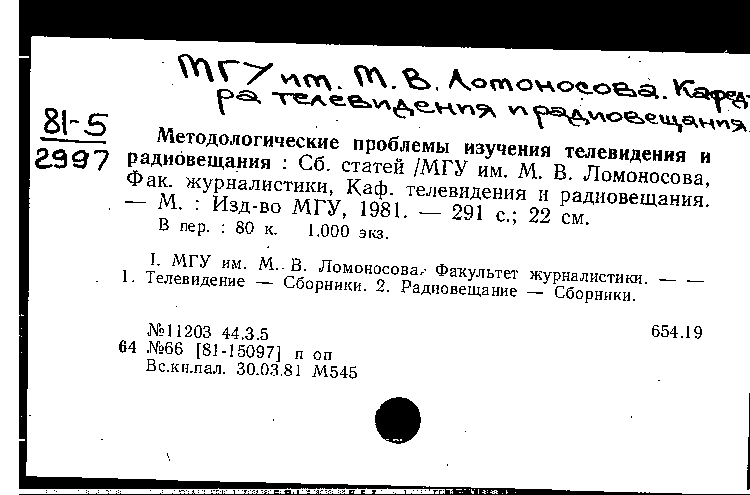 МГУ им. М. В. Ломоносова. Кафед-
ра телевидения и радиовещания.
81-5
2997
Методологические проблемы изучения телевидения и
радиовещания : Сб. статей /МГУ им. М. В. Ломоносова,
Фак. журналистики, Каф. телевидения и радиовещания.
— М. : Изд-во МГУ, 1981. — 291 с.; 22 см.
В пер. : 80 к. 1.000 экз.
I. МГУ им. М. В. Ломоносова. Факультет журналистики. — —
1. Телевидение — Сборники. 2. Радиовещание — Сборники.
№11203 44.3.5 654.19
64 №66 [81-15097] п оп
Вс.кн.пал. 30.03.81 М545